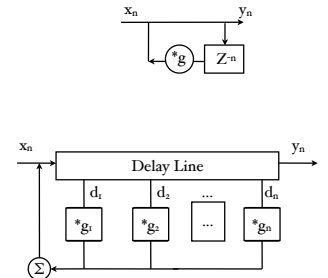 xn yn
*g Z-n
xn yn
Delay Line
d1 d2 ... dn
*g1 *g2 ... *gn
Σ